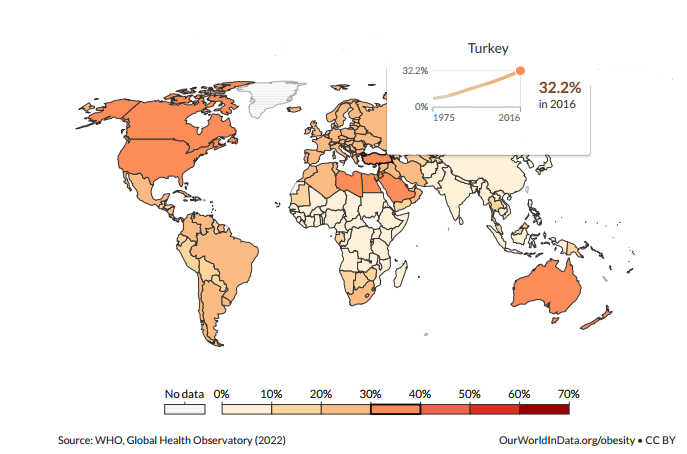 Turkey
32.2%
0%
1975 2016
32.2%
in 2016
No data 0% 10% 20% 30% 40% 50% 60% 70%
Source: WHO, Global Health Observatory (2022) OurWorldInData.org/obesity • CC BY